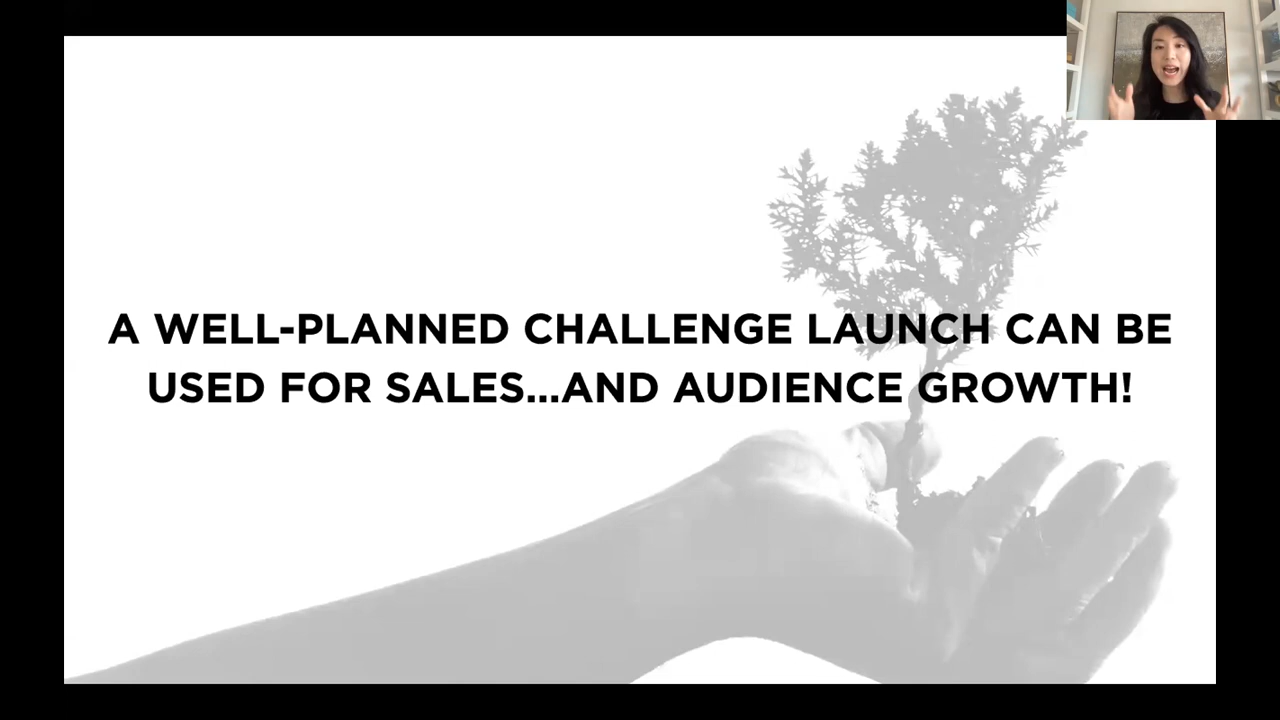 A WELL-PLANNED CHALLENGE LAUNCH CAN BE
USED FOR SALES...AND AUDIENCE GROWTH!